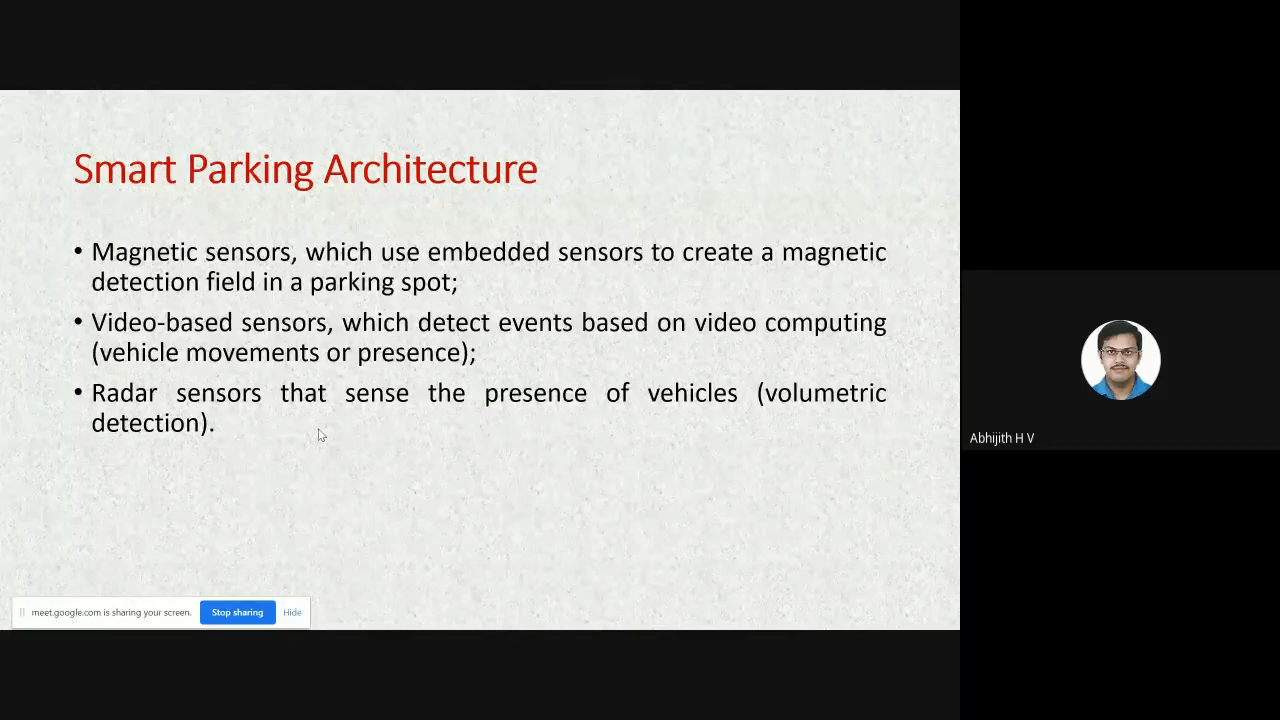 Smart Parking Architecture
• Magnetic sensors, which use embedded sensors to create a magnetic
detection field in a parking spot;
• Video-based sensors, which detect events based on video computing
(vehicle movements or presence);
• Radar sensors that sense the presence of vehicles (volumetric
detection).
meet.google.com is sharing your screen. Stop sharing Hide
Abhijith H V